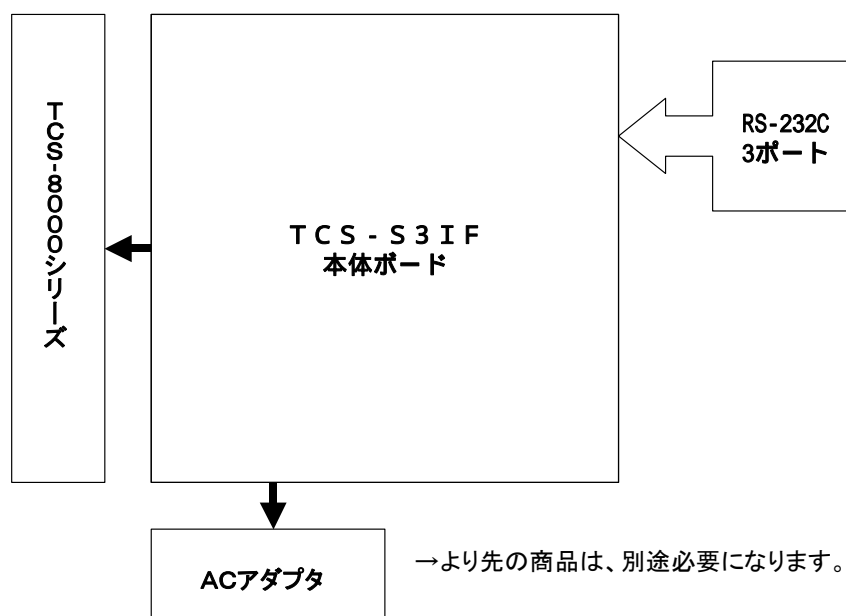 TCS-8000シリーズ
TCS-S3IF
本体ボード
RS-232C
3ポート
ACアダプタ
→より先の商品は、別途必要になります。